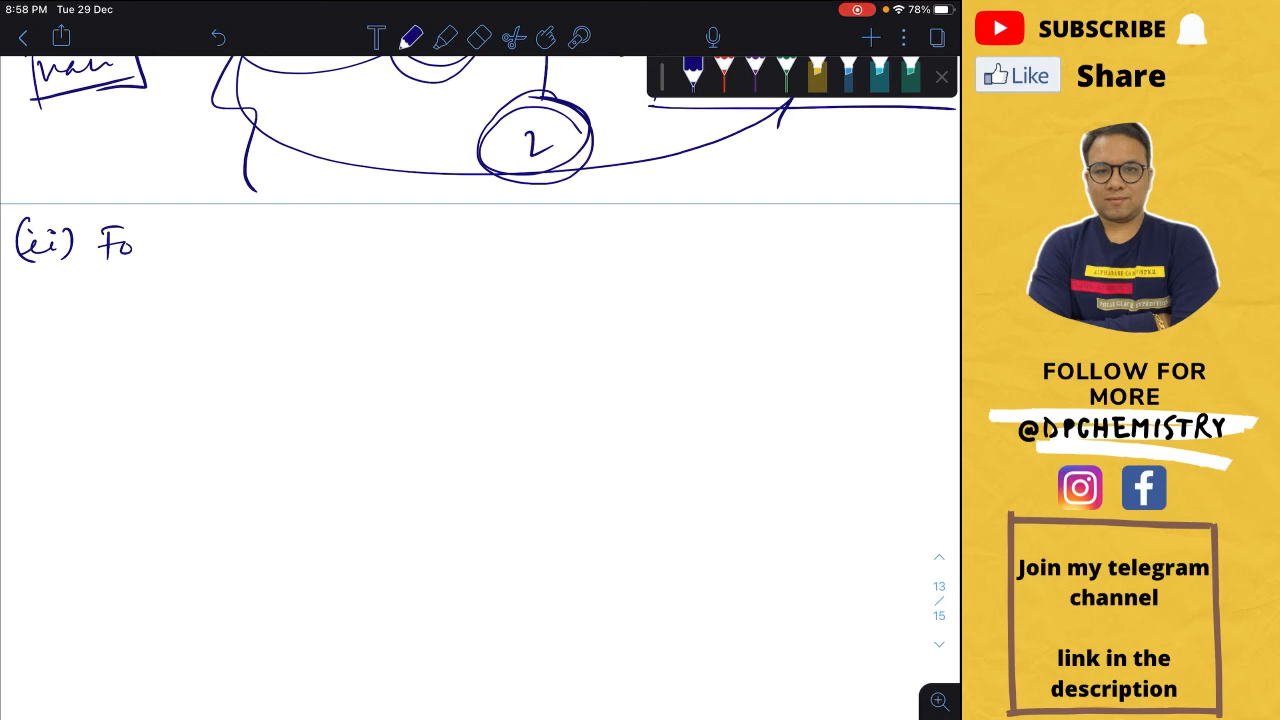 8:58 PM Tue 29 Dec
78%
2
(ii) Fo
13
/
15
SUBSCRIBE
Like
Share
FOLLOW FOR
MORE
@DPCHEMISTRY
Join my telegram
channel
link in the
description